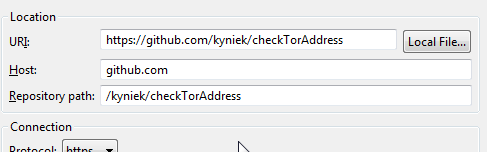 Location
URI: https://github.com/kyniek/checkTorAddress Local File...
Host: github.com
Repository path: /kyniek/checkTorAddress
Connection
Protocol: https